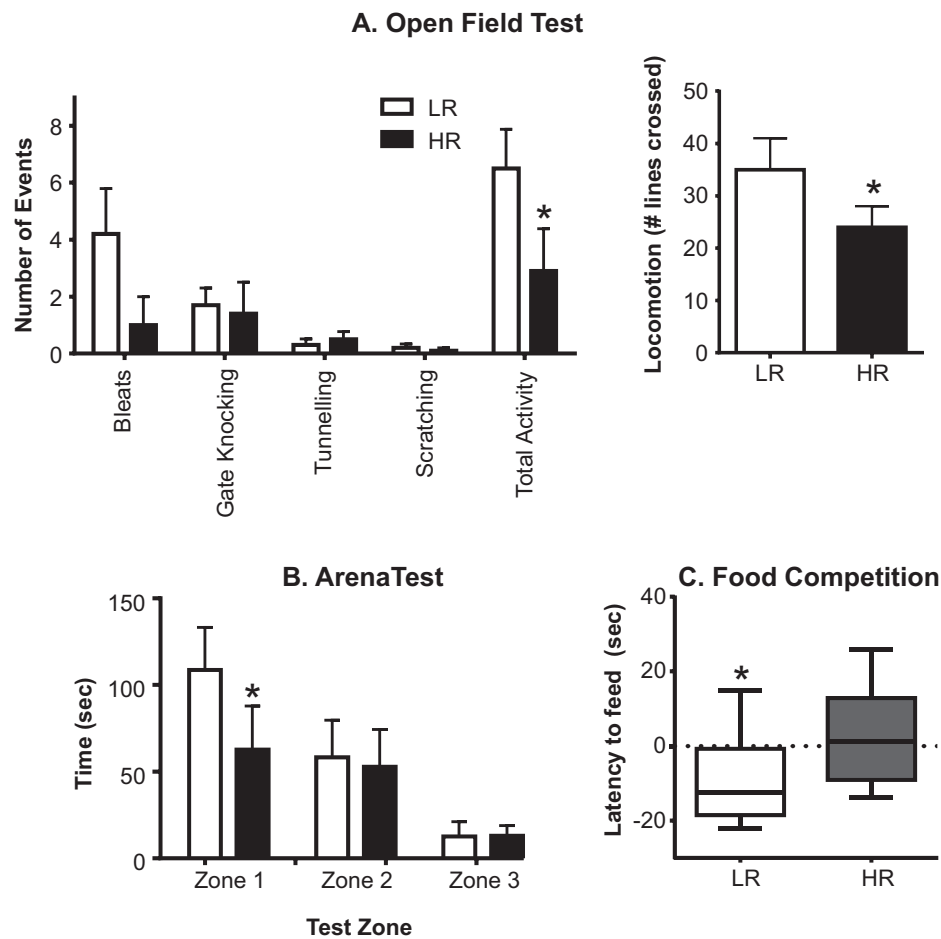 A. Open Field Test
Number of Events
8
6
4
2
0
LR
HR
*
Bleats
Gate Knocking
Tunnelling
Scratching
Total Activity
Locomotion (# lines crossed)
50
40
30
20
10
0
*
LR
HR
B. ArenaTest
Time (sec)
150
100
50
0
*
Zone 1
Zone 2
Zone 3
Test Zone
C. Food Competition
Latency to feed (sec)
40
20
0
-20
*
LR
HR